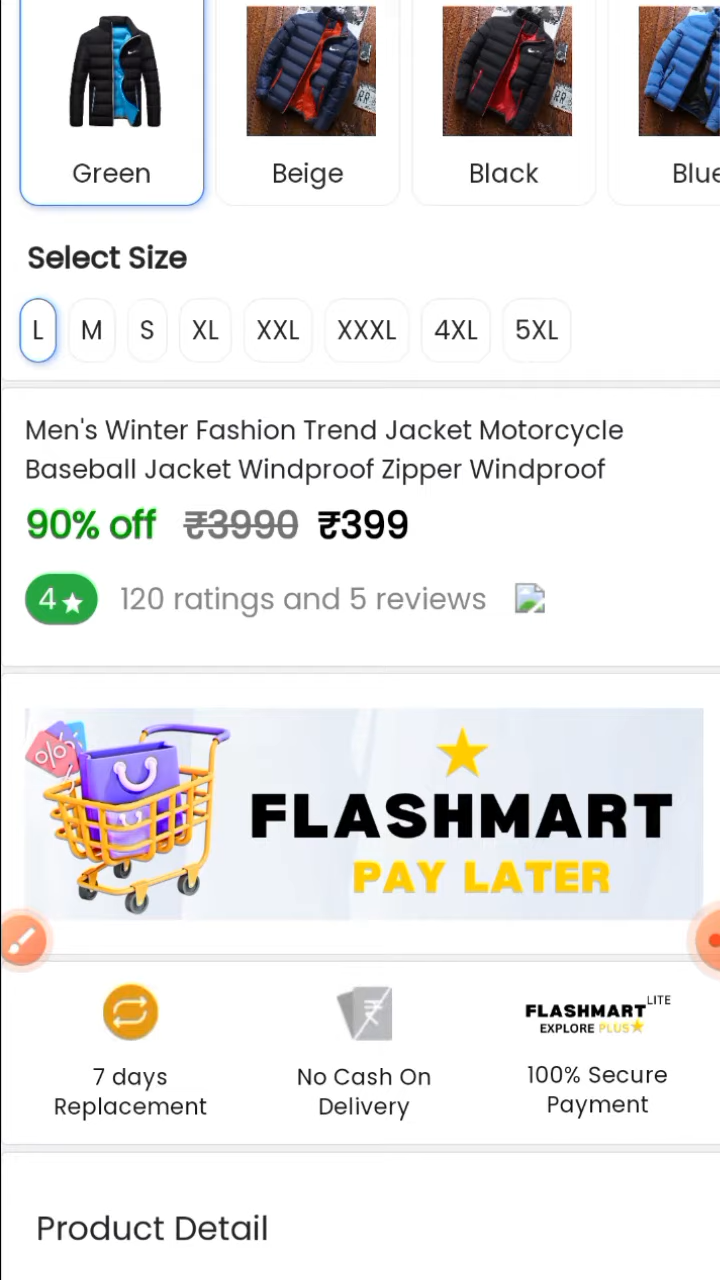 Green
Beige
Black
Blue
Select Size
L
M
S
XL
XXL
XXXL
4XL
5XL
Men's Winter Fashion Trend Jacket Motorcycle
Baseball Jacket Windproof Zipper Windproof
90% off ₹3990 ₹399
4★ 120 ratings and 5 reviews
%
FLASHMART
PAY LATER
7 days
Replacement
No Cash On
Delivery
FLASHMART LITE
EXPLORE PLUS
100% Secure
Payment
Product Detail